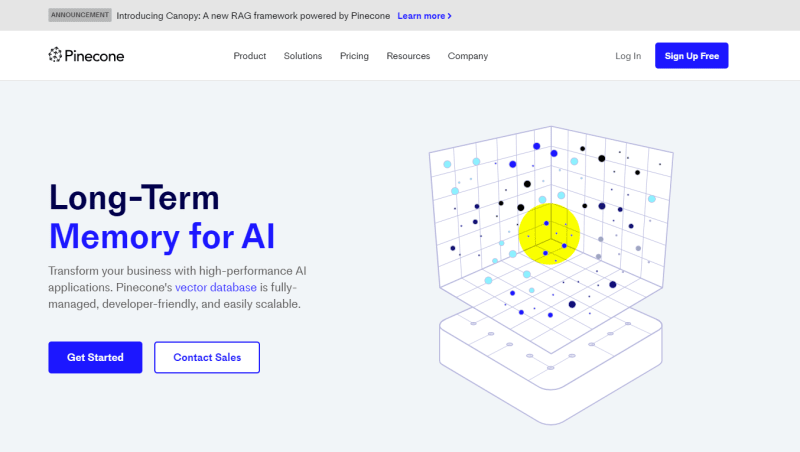 ANNOUNCEMENT Introducing Canopy: A new RAG framework powered by Pinecone Learn more
Pinecone Product Solutions Pricing Resources Company Log In Sign Up Free
Long-Term
Memory for AI
Transform your business with high-performance AI
applications. Pinecone's vector database is fully-
managed, developer-friendly, and easily scalable.
Get Started Contact Sales